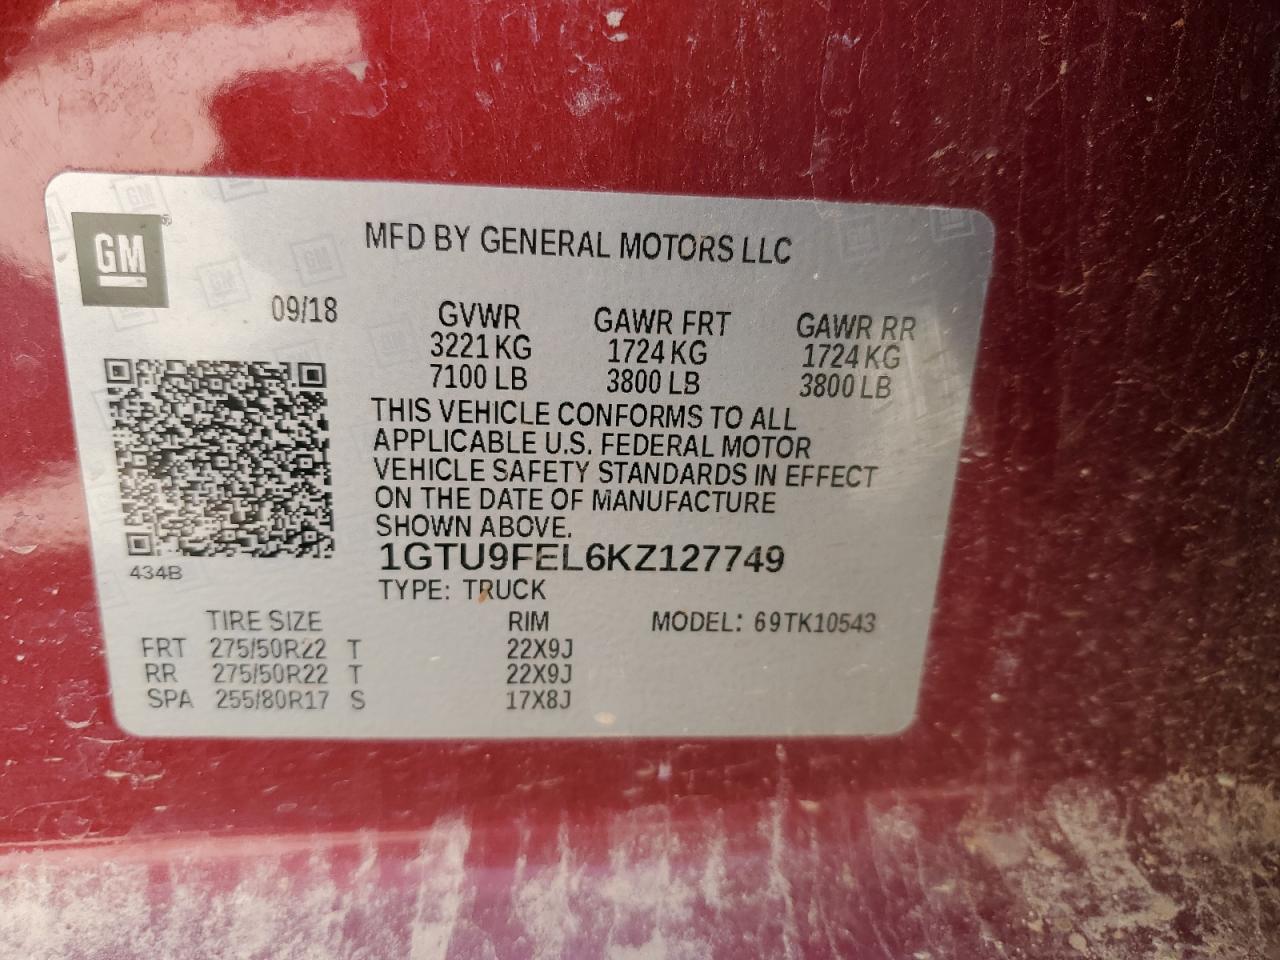 GM
MFD BY GENERAL MOTORS LLC
09/18
GVWR GAWR FRT GAWR RR
3221 KG 1724 KG 1724 KG
7100 LB 3800 LB 3800 LB
THIS VEHICLE CONFORMS TO ALL
APPLICABLE U.S. FEDERAL MOTOR
VEHICLE SAFETY STANDARDS IN EFFECT
ON THE DATE OF MANUFACTURE
SHOWN ABOVE.
1GTU9FEL6KZ127749
434B
TYPE: TRUCK
TIRE SIZE RIM MODEL: 69TK10543
FRT 275/50R22 T 22X9J
RR 275/50R22 T 22X9J
SPA 255/80R17 S 17X8J